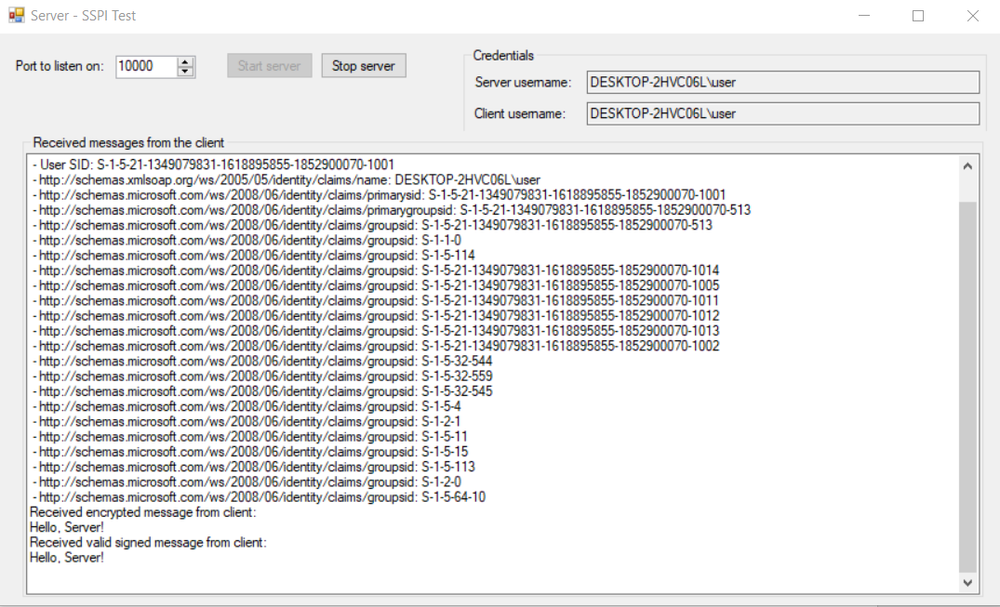 Server - SSPI Test
Port to listen on: 10000 Start server Stop server
Credentials
Server username: DESKTOP-2HVC06L\user
Client username: DESKTOP-2HVC06L\user
Received messages from the client
- User SID: S-1-5-21-1349079831-1618895855-1852900070-1001
- http://schemas.xmlsoap.org/ws/2005/05/identity/claims/name: DESKTOP-2HVC06L\user
- http://schemas.microsoft.com/ws/2008/06/identity/claims/primarysid: S-1-5-21-1349079831-1618895855-1852900070-1001
- http://schemas.microsoft.com/ws/2008/06/identity/claims/primarygroupsid: S-1-5-21-1349079831-1618895855-1852900070-513
- http://schemas.microsoft.com/ws/2008/06/identity/claims/groupsid: S-1-5-21-1349079831-1618895855-1852900070-513
- http://schemas.microsoft.com/ws/2008/06/identity/claims/groupsid: S-1-1-0
- http://schemas.microsoft.com/ws/2008/06/identity/claims/groupsid: S-1-5-114
- http://schemas.microsoft.com/ws/2008/06/identity/claims/groupsid: S-1-5-21-1349079831-1618895855-1852900070-1014
- http://schemas.microsoft.com/ws/2008/06/identity/claims/groupsid: S-1-5-21-1349079831-1618895855-1852900070-1005
- http://schemas.microsoft.com/ws/2008/06/identity/claims/groupsid: S-1-5-21-1349079831-1618895855-1852900070-1011
- http://schemas.microsoft.com/ws/2008/06/identity/claims/groupsid: S-1-5-21-1349079831-1618895855-1852900070-1012
- http://schemas.microsoft.com/ws/2008/06/identity/claims/groupsid: S-1-5-21-1349079831-1618895855-1852900070-1013
- http://schemas.microsoft.com/ws/2008/06/identity/claims/groupsid: S-1-5-21-1349079831-1618895855-1852900070-1002
- http://schemas.microsoft.com/ws/2008/06/identity/claims/groupsid: S-1-5-32-544
- http://schemas.microsoft.com/ws/2008/06/identity/claims/groupsid: S-1-5-32-559
- http://schemas.microsoft.com/ws/2008/06/identity/claims/groupsid: S-1-5-32-545
- http://schemas.microsoft.com/ws/2008/06/identity/claims/groupsid: S-1-5-4
- http://schemas.microsoft.com/ws/2008/06/identity/claims/groupsid: S-1-2-1
- http://schemas.microsoft.com/ws/2008/06/identity/claims/groupsid: S-1-5-11
- http://schemas.microsoft.com/ws/2008/06/identity/claims/groupsid: S-1-5-15
- http://schemas.microsoft.com/ws/2008/06/identity/claims/groupsid: S-1-5-113
- http://schemas.microsoft.com/ws/2008/06/identity/claims/groupsid: S-1-2-0
- http://schemas.microsoft.com/ws/2008/06/identity/claims/groupsid: S-1-5-64-10
Received encrypted message from client:
Hello, Server!
Received valid signed message from client:
Hello, Server!